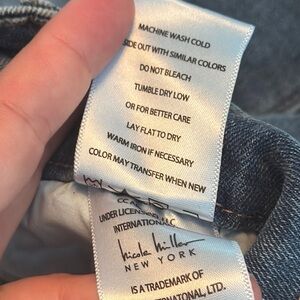 MACHINE WASH COLD
SIDE OUT WITH SIMILAR COLORS
DO NOT BLEACH
TUMBLE DRY LOW
OR FOR BETTER CARE
LAY FLAT TO DRY
WARM IRON IF NECESSARY
COLOR MAY TRANSFER WHEN NEW
UNDER LICENSE
INTERNATIONAL
nicole miller
NEW YORK
IS A TRADEMARK OF
INTERNATONAL, LTD.